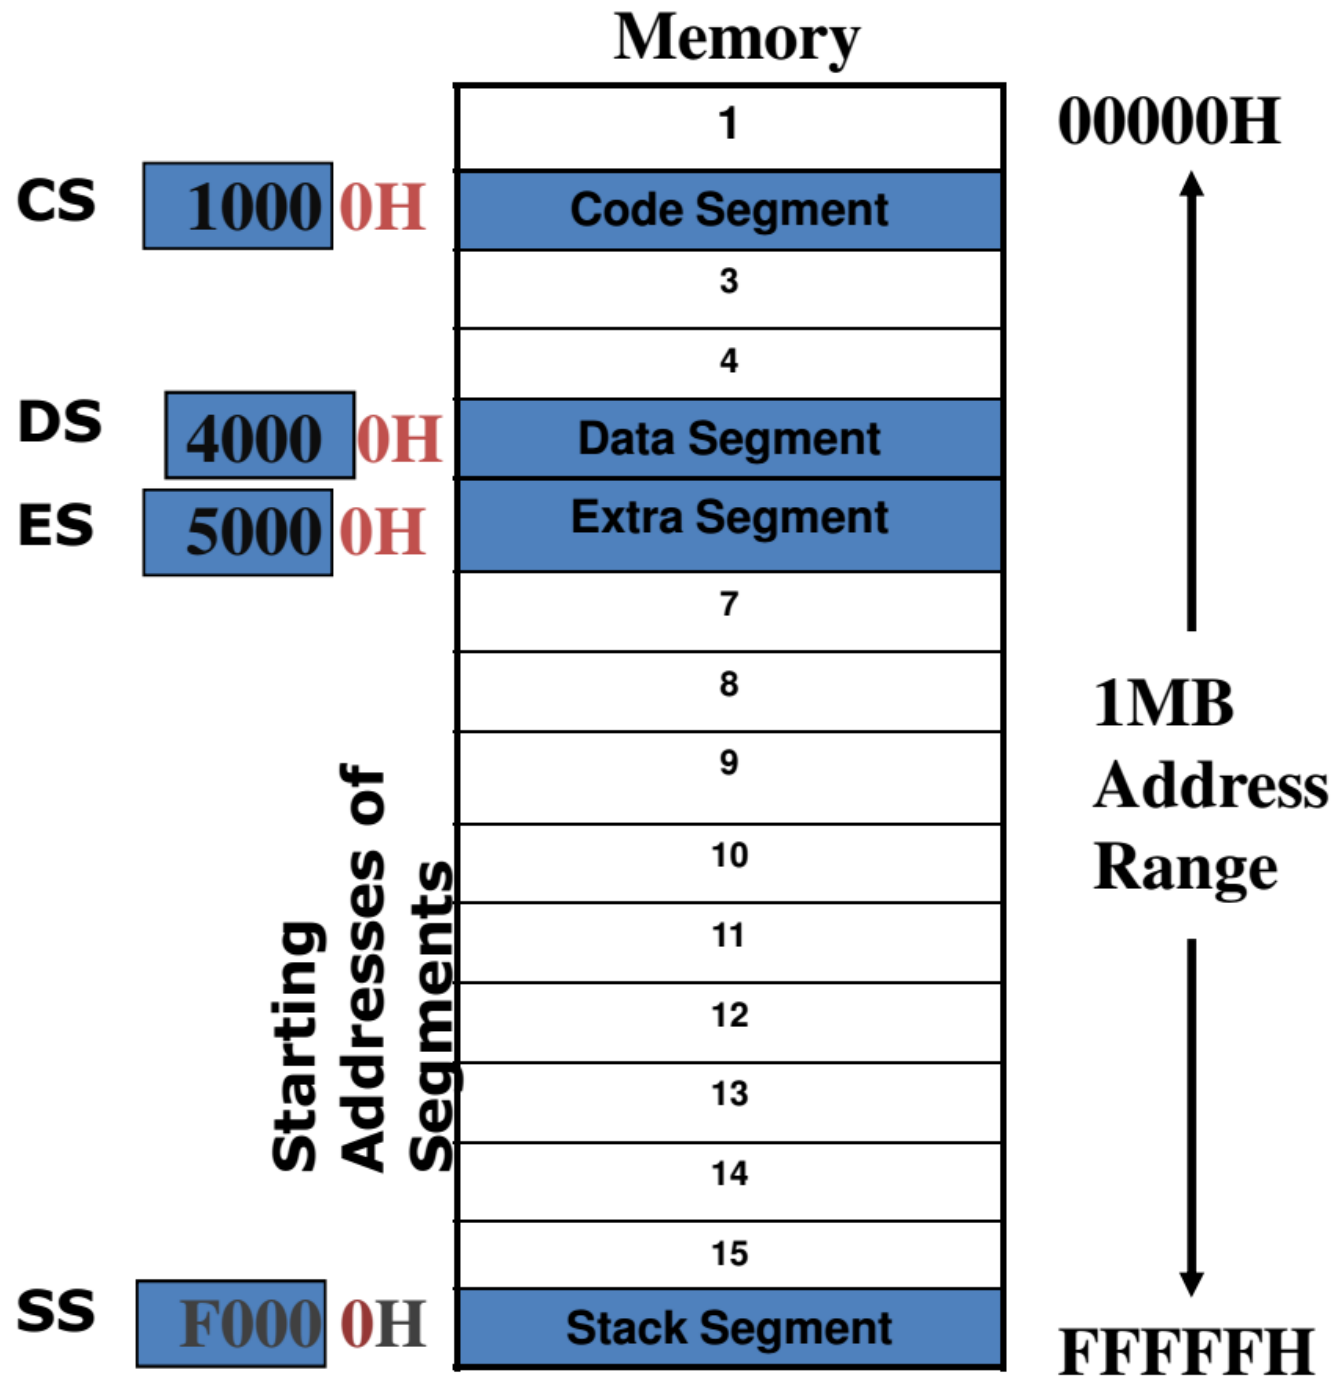 Memory
1
00000H
CS 1000 0H Code Segment
3
4
DS 4000 0H Data Segment
ES 5000 0H Extra Segment
7
8
1MB
9
Address
10
Range
11
12
13
14
15
Starting
Addresses of
Segments
SS F000 0H Stack Segment
FFFFFH